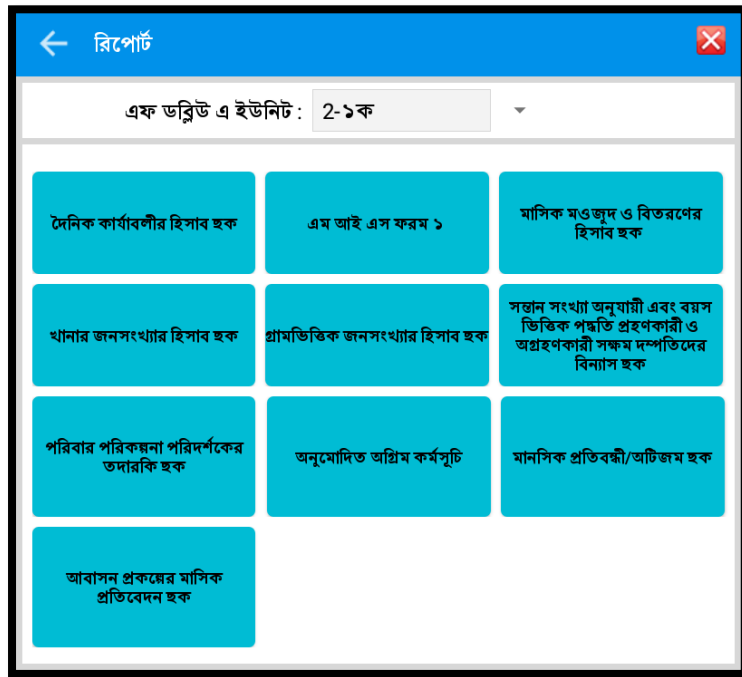 রিপোর্ট
এফ ডব্লিউ এ ইউনিট : 2-১ক
দৈনিক কার্যাবলীর হিসাব ছক
এম আই এস ফরম ১
মাসিক মওজুদ ও বিতরণের
হিসাব ছক
খানার জনসংখ্যার হিসাব ছক
গ্রামভিত্তিক জনসংখ্যার হিসাব ছক
সন্তান সংখ্যা অনুযায়ী এবং বয়স
ভিত্তিক পদ্ধতি গ্রহণকারী ও
অগ্রহণকারী সক্ষম দম্পতিদের
বিন্যাস ছক
পরিবার পরিকল্পনা পরিদর্শকের
তদারকি ছক
অনুমোদিত অগ্রিম কর্মসূচি
মানসিক প্রতিবন্ধী/অটিজম ছক
আবাসন প্রকল্পের মাসিক
প্রতিবেদন ছক